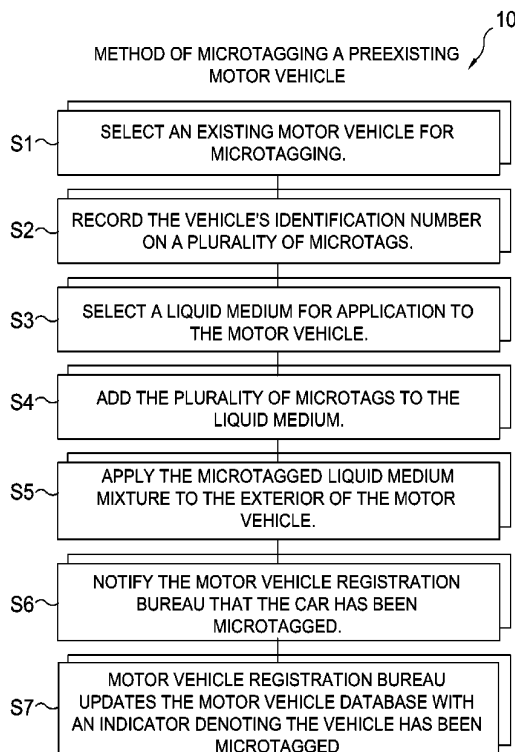 10
METHOD OF MICROTAGGING A PREEXISTING
MOTOR VEHICLE
S1
SELECT AN EXISTING MOTOR VEHICLE FOR
MICROTAGGING.
S2
RECORD THE VEHICLE'S IDENTIFICATION NUMBER
ON A PLURALITY OF MICROTAGS.
S3
SELECT A LIQUID MEDIUM FOR APPLICATION TO
THE MOTOR VEHICLE.
S4
ADD THE PLURALITY OF MICROTAGS TO THE
LIQUID MEDIUM.
S5
APPLY THE MICROTAGGED LIQUID MEDIUM
MIXTURE TO THE EXTERIOR OF THE MOTOR
VEHICLE.
S6
NOTIFY THE MOTOR VEHICLE REGISTRATION
BUREAU THAT THE CAR HAS BEEN
MICROTAGGED.
S7
MOTOR VEHICLE REGISTRATION BUREAU
UPDATES THE MOTOR VEHICLE DATABASE WITH
AN INDICATOR DENOTING THE VEHICLE HAS BEEN
MICROTAGGED